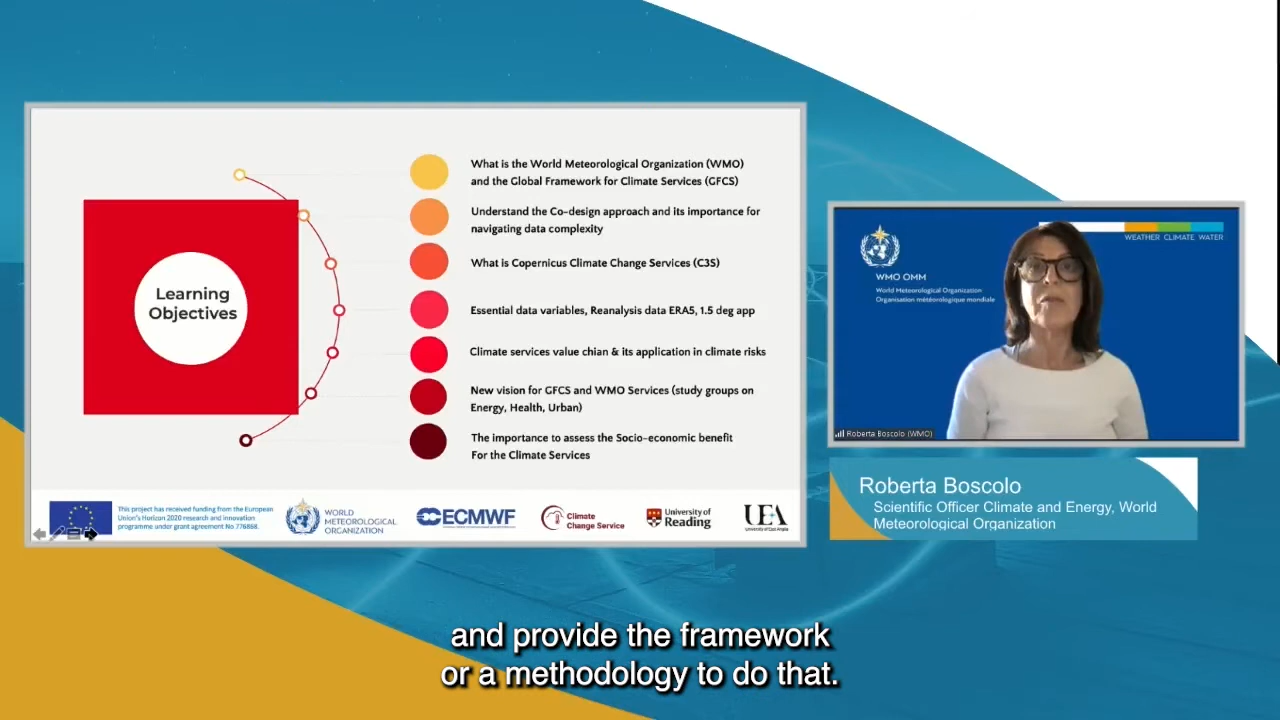 Learning
Objectives
What is the World Meteorological Organization (WMO)
and the Global Framework for Climate Services (GFCS)
Understand the Co-design approach and its importance for
navigating data complexity
What is Copernicus Climate Change Services (C3S)
Essential data variables, Reanalysis data ERA5, 1.5 deg app
Climate services value chian & its application in climate risks
New vision for GFCS and WMO Services (study groups on
Energy, Health, Urban)
The importance to assess the Socio-economic benefit
For the Climate Services
This project has received funding from the European
Union's Horizon 2020 research and innovation
programme under grant agreement No 776868.
WORLD
METEOROLOGICAL
ORGANIZATION
ECMWF
Climate
Change Service
University of
Reading
UEA
University of East Anglia
WEATHER CLIMATE WATER
WMO OMM
World Meteorological Organization
Organisation météorologique mondiale
Roberta Boscolo (WMO)
Roberta Boscolo
Scientific Officer Climate and Energy, World
Meteorological Organization
and provide the framework
or a methodology to do that.